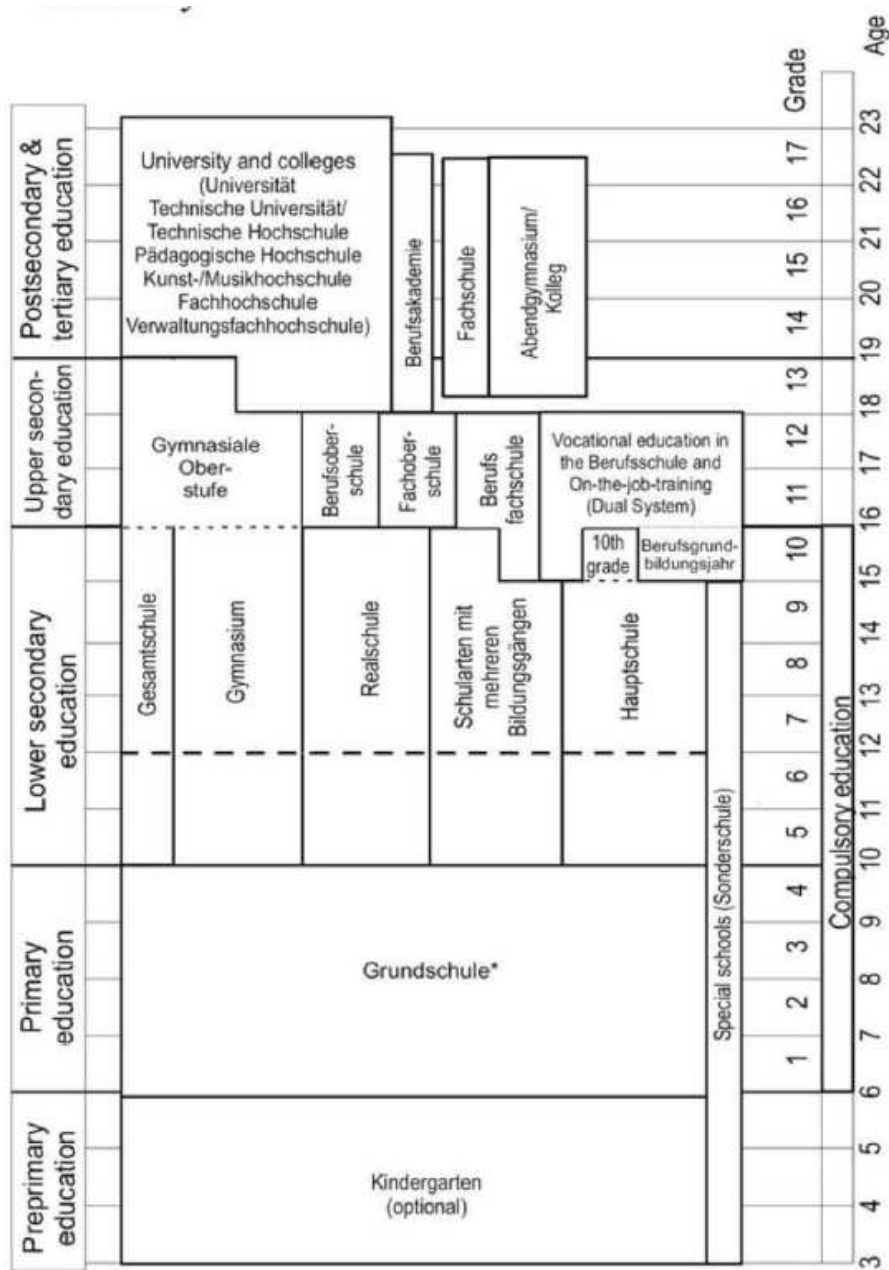 Grade
Age
Postsecondary &
tertiary education
University and colleges
(Universität
Technische Universität/
Technische Hochschule
Pädagogische Hochschule
Kunst-/Musikhochschule
Fachhochschule
Verwaltungsfachhochschule)
Berufsakademie
Fachschule
Abendgymnasium/
Kolleg
Upper secon-
dary education
Gymnasiale
Ober-
stufe
Berufsober-
schule
Fachober-
schule
Berufs
fachschule
Vocational education in
the Berufsschule and
On-the-job-training
(Dual System)
10th
grade
Berufsgrund-
bildungsjahr
Lower secondary
education
Gesamtschule
Gymnasium
Realschule
Schularten mit
mehreren
Bildungsgängen
Hauptschule
Primary
education
Grundschule*
Special schools (Sonderschule)
Compulsory education
Preprimary
education
Kindergarten
(optional)
17
16
15
14
13
12
11
10
9
8
7
6
5
4
3
2
1
23
22
21
20
19
18
17
16
15
14
13
12
11
10
9
8
7
6
5
4
3